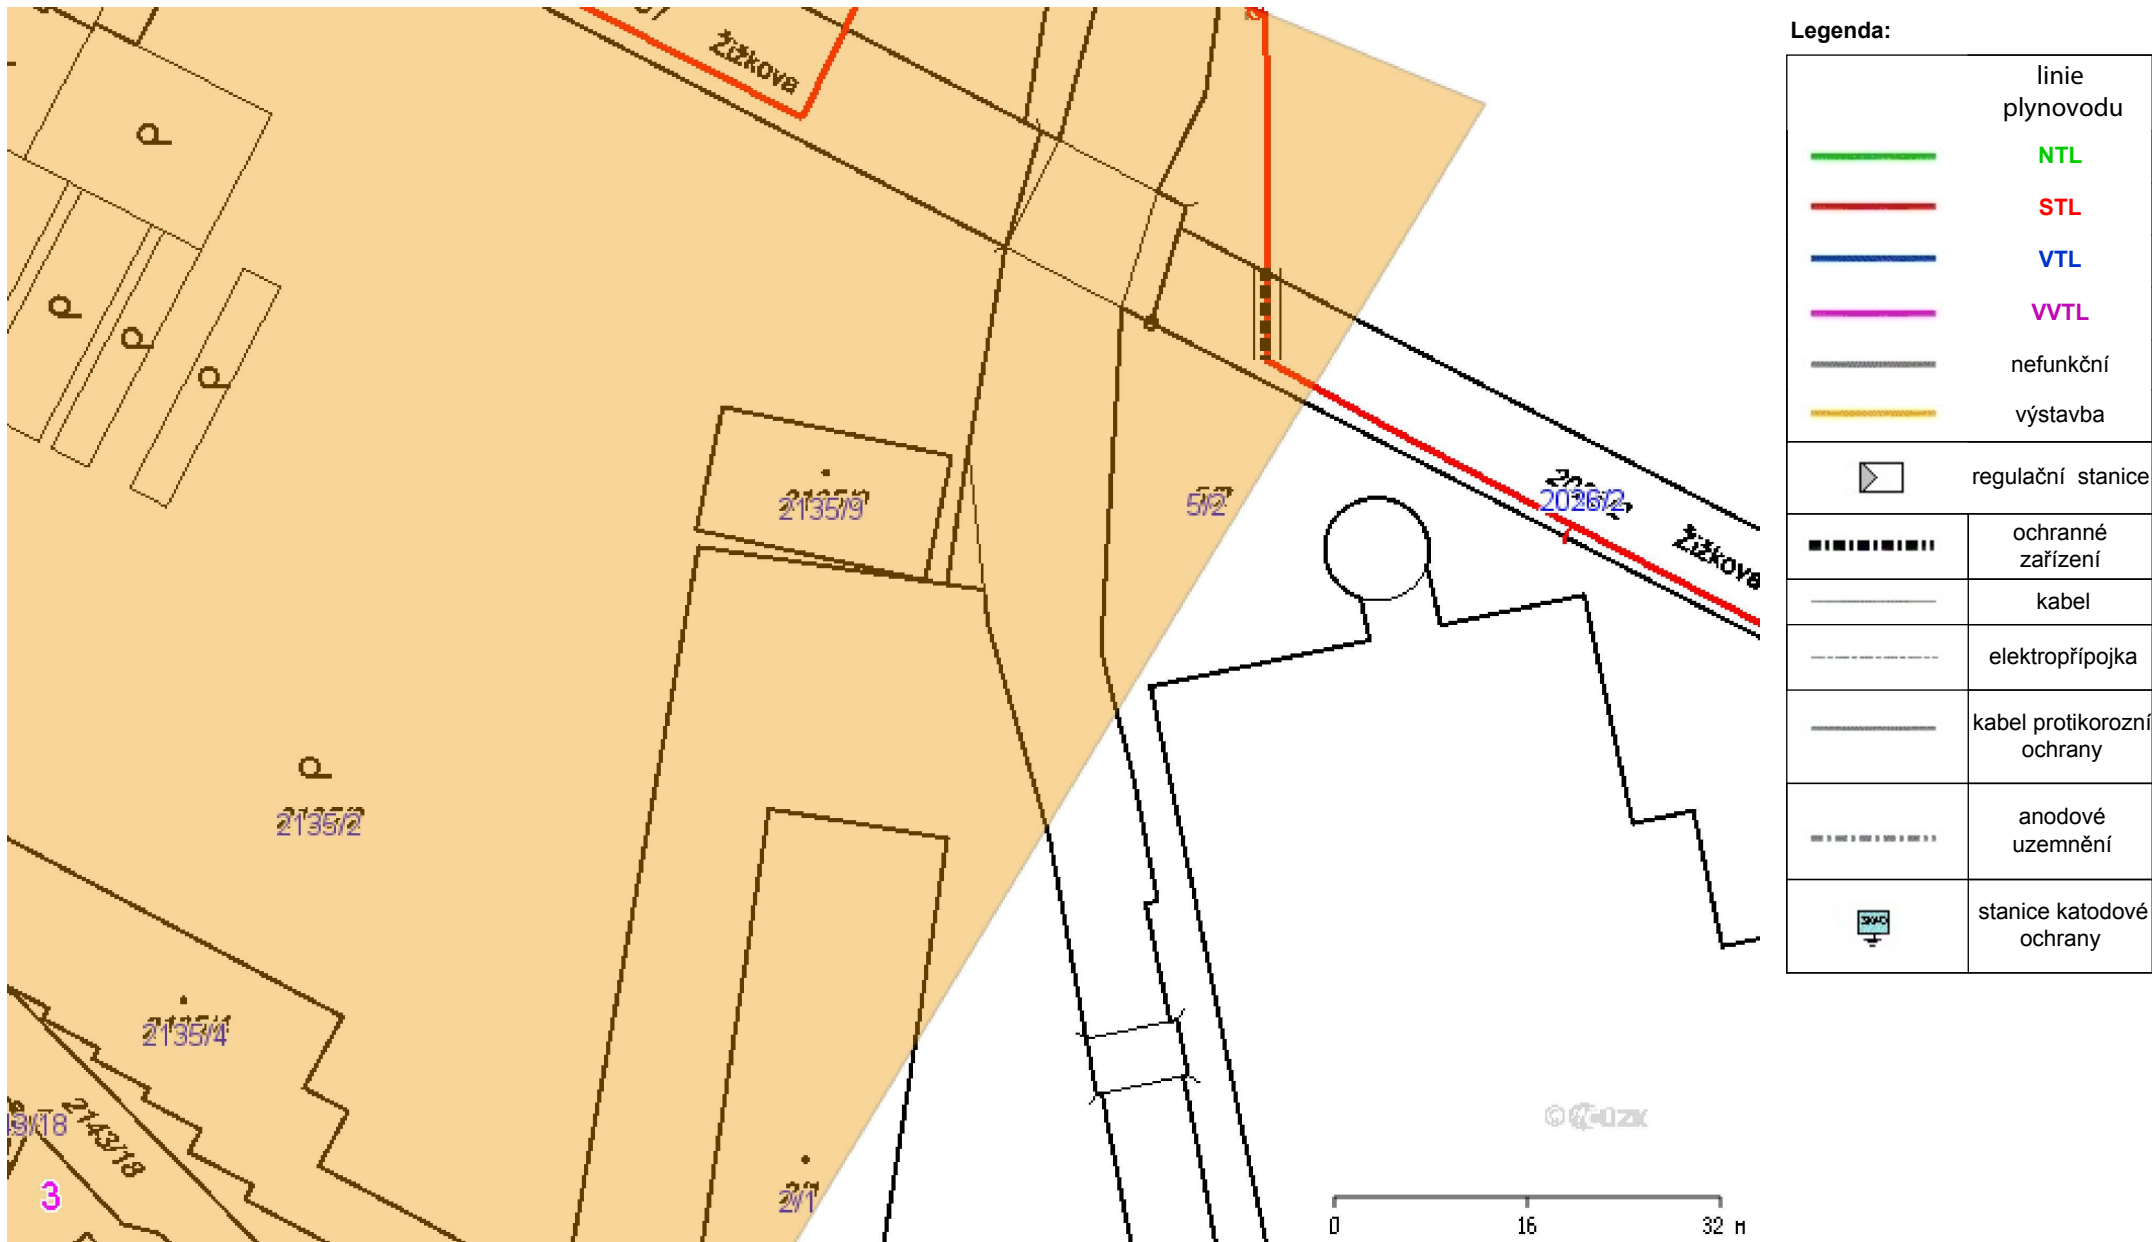 Legenda:
linie
plynovodu
NTL
STL
VTL
VVTL
nefunkční
výstavba
regulační stanice
ochranné
zařízení
kabel
elektropřípojka
kabel protikorozní
ochrany
anodové
uzemnění
stanice katodové
ochrany
Žižkova
2135/9
5/2
2026/2
Žižkova
2135/2
2135/4
2143/18
3
2/1
0 16 32 M